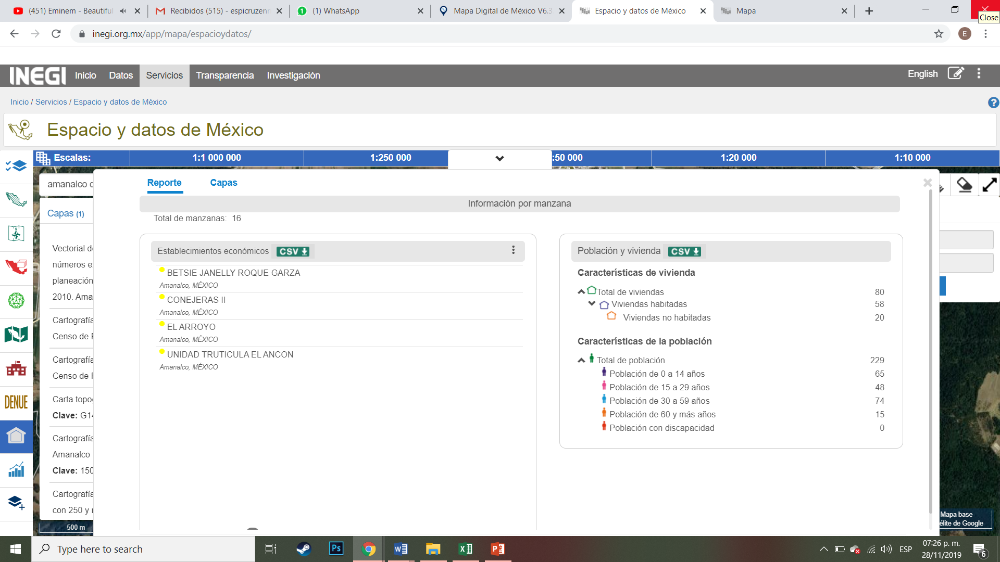 (451) Eminem - Beautiful
Recibidos (515) - espicruzenr
(1) WhatsApp
Mapa Digital de México V6.3
Espacio y datos de México
Mapa
Close
inegi.org.mx/app/mapa/espacioydatos/
E
INEGI Inicio Datos Servicios Transparencia Investigación English
Inicio / Servicios / Espacio y datos de México
?
Espacio y datos de México
Escalas: 1:1 000 000 1:250 000 :50 000 1:20 000 1:10 000
amanalco
Reporte Capas
Información por manzana
Capas (1)
Total de manzanas: 16
Vectorial de
números e
planeación
2010. Ama
Cartografía
Censo de P
Cartografía
Censo de P
Carta topog
Clave: G14
Cartografía
Amanalco
Clave: 150
Cartografía
con 250 y
DENUE
Establecimientos económicos CSV
BETSIE JANELLY ROQUE GARZA
Amanalco, MÉXICO
CONEJERAS II
Amanalco, MÉXICO
EL ARROYO
Amanalco, MÉXICO
UNIDAD TRUTICULA EL ANCON
Amanalco, MÉXICO
Población y vivienda CSV
Características de vivienda
Total de viviendas 80
Viviendas habitadas 58
Viviendas no habitadas 20
Características de la población
Total de población 229
Población de 0 a 14 años 65
Población de 15 a 29 años 48
Población de 30 a 59 años 74
Población de 60 y más años 15
Población con discapacidad 0
500 m
Mapa base
élite de Google
Type here to search
Ps
ESP
07:26 p. m.
28/11/2019
6